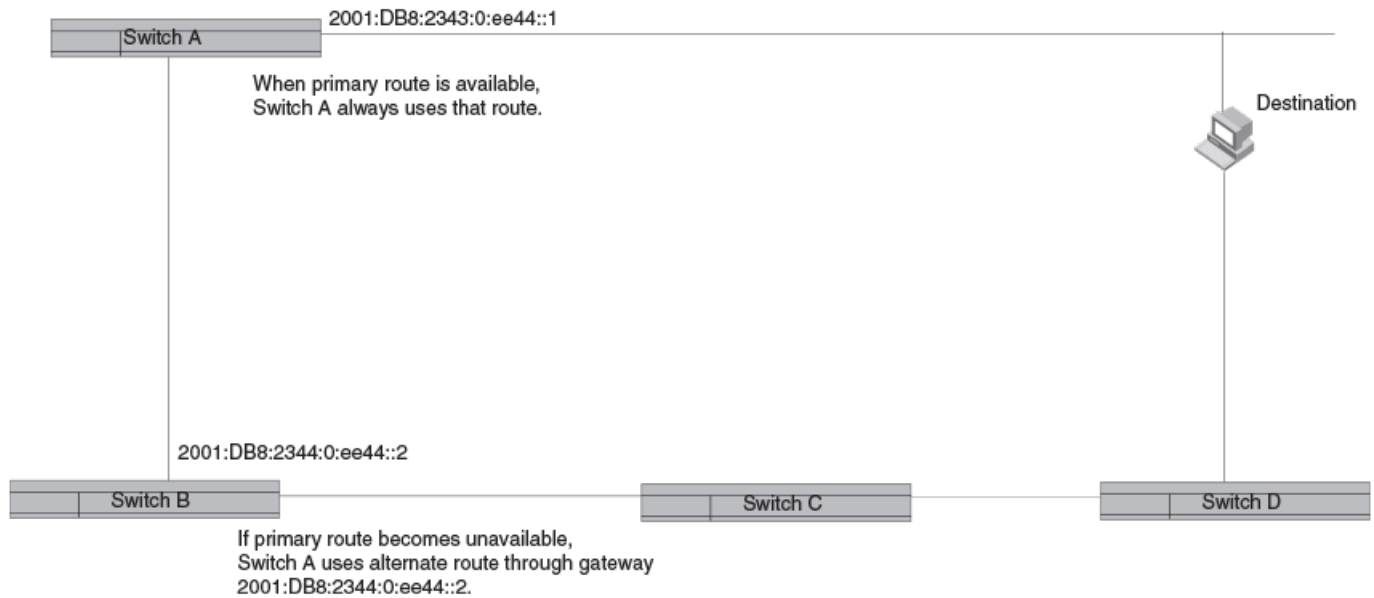 2001:DB8:2343:0:ee44::1
Switch A
When primary route is available,
Switch A always uses that route.
Destination
2001:DB8:2344:0:ee44::2
Switch B
Switch C
Switch D
If primary route becomes unavailable,
Switch A uses alternate route through gateway
2001:DB8:2344:0:ee44::2.